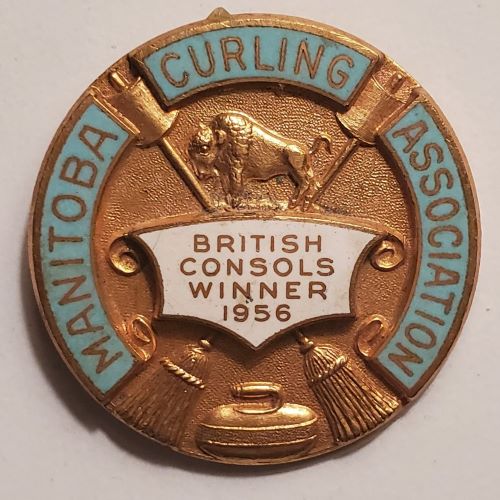 MANITOBA
CURLING
ASSOCIATION
BRITISH
CONSOLS
WINNER
1956